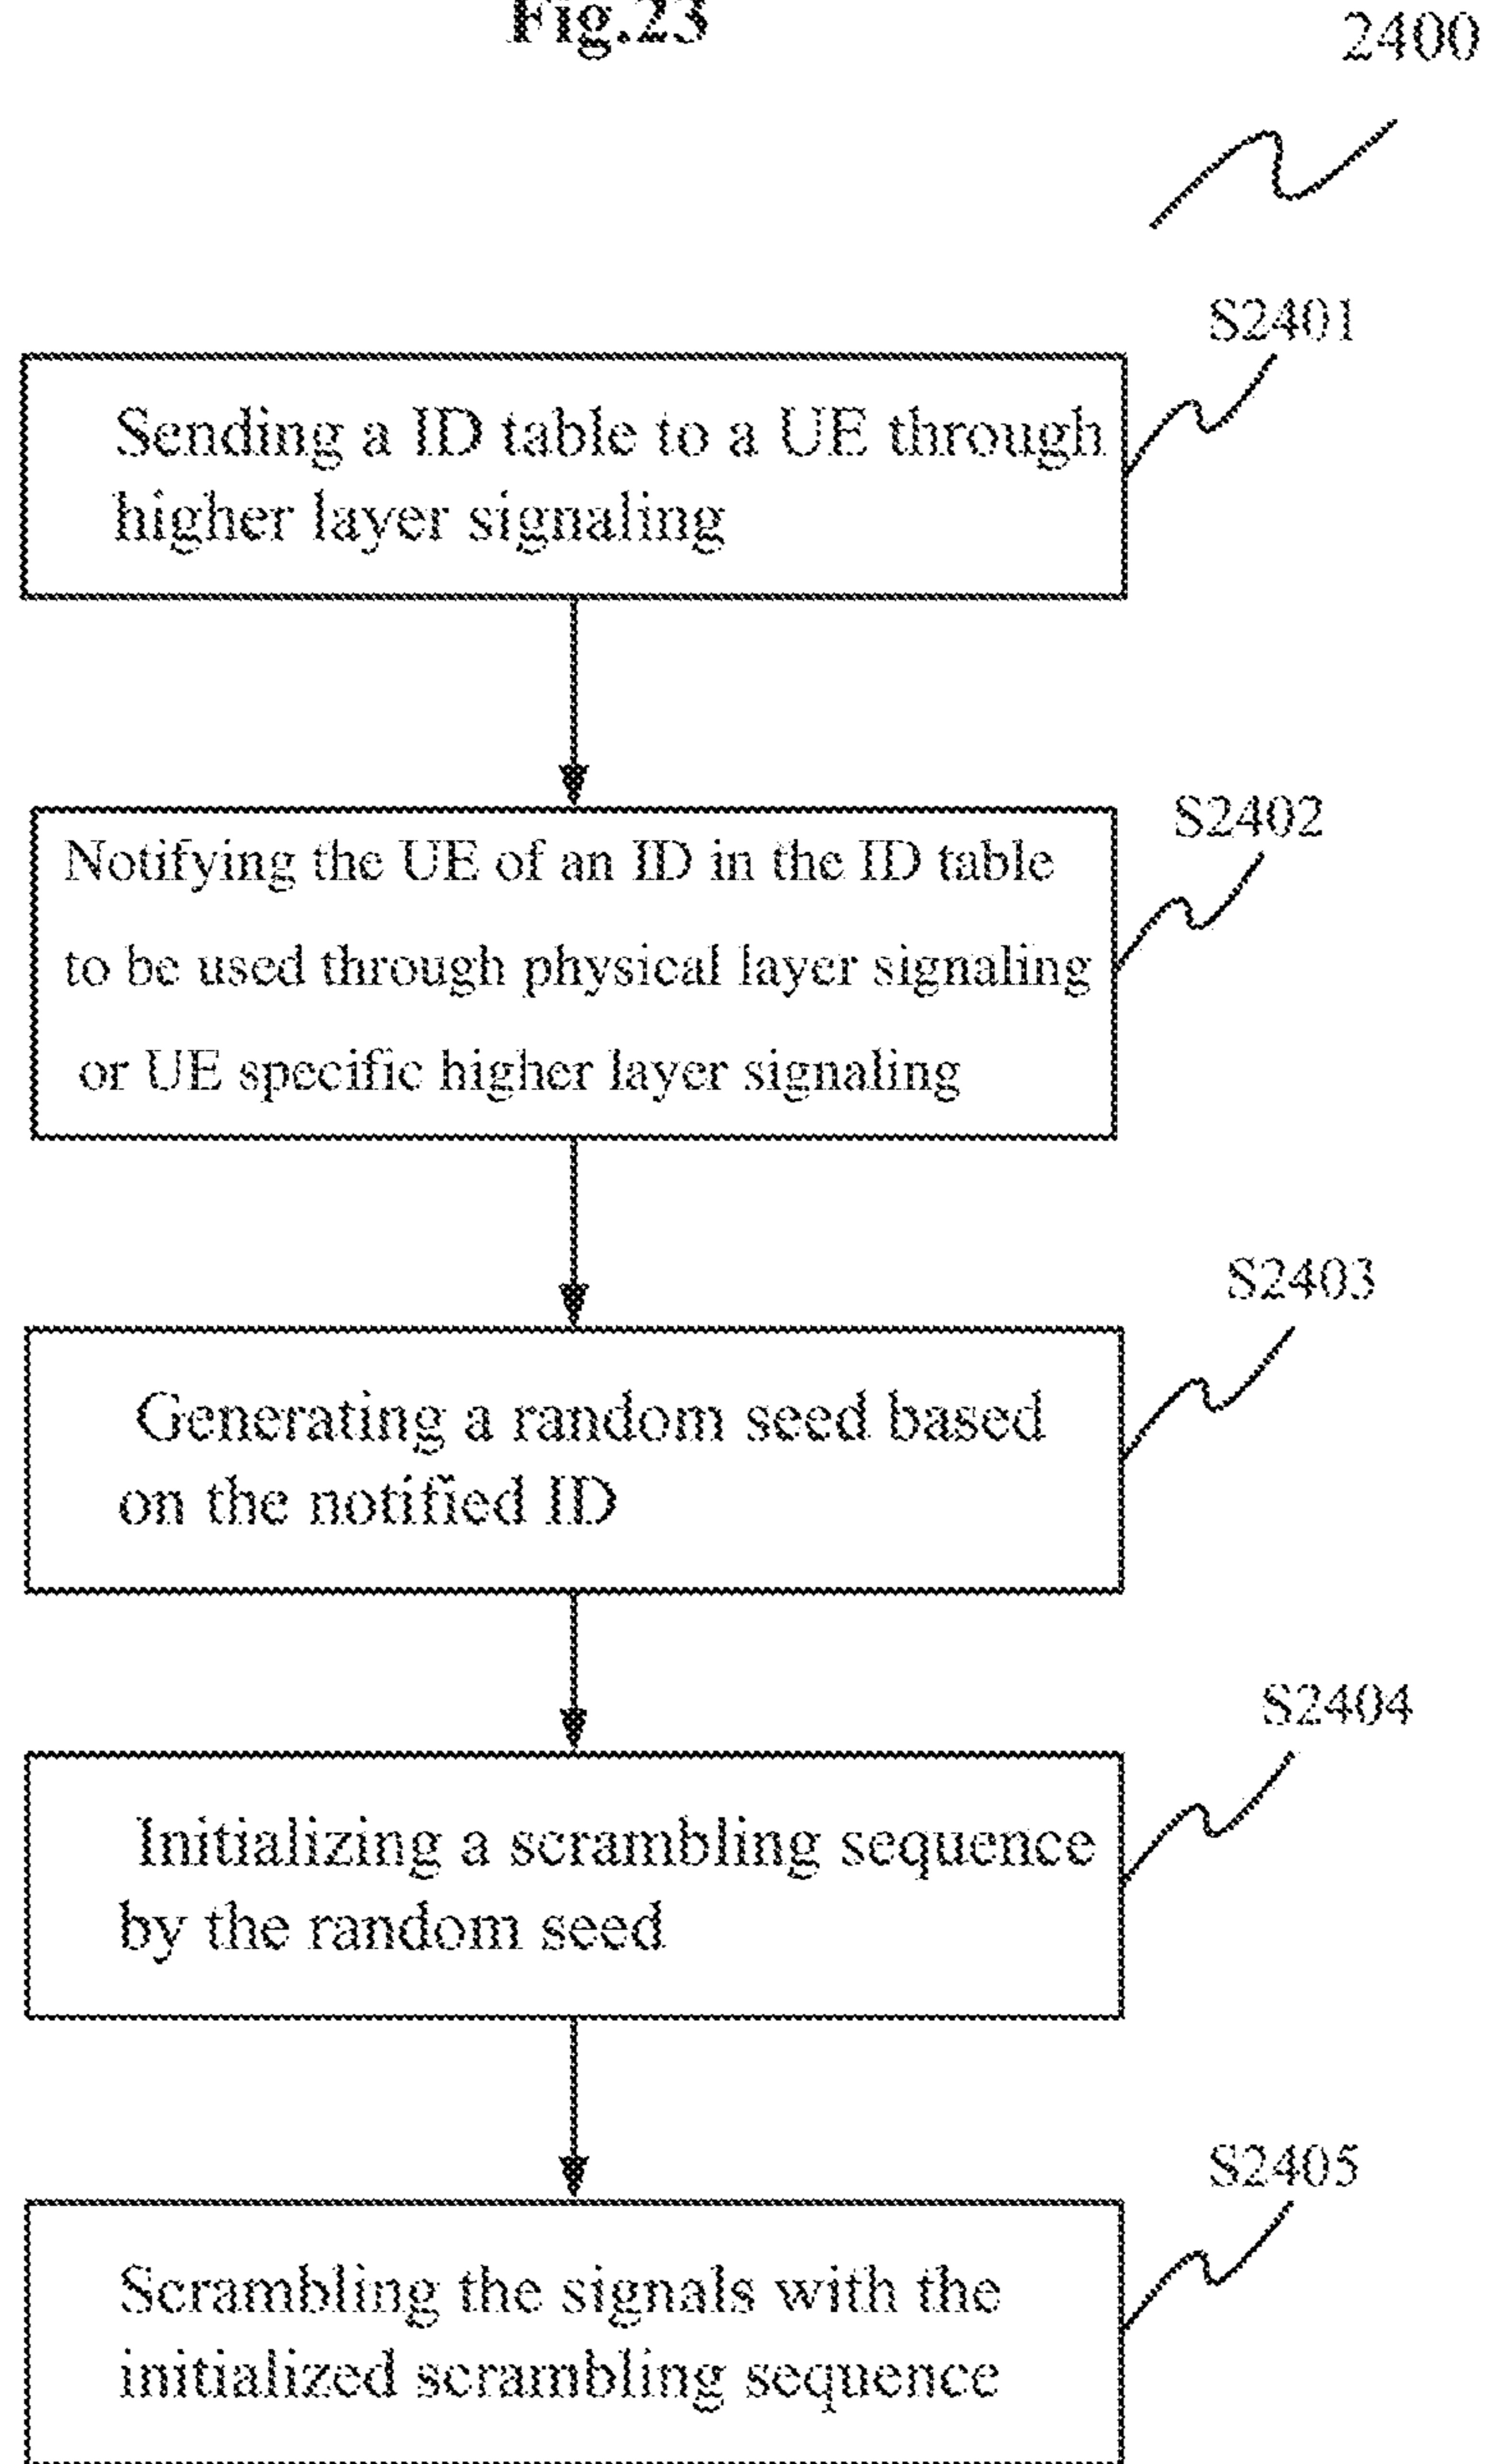 Fig.23
2400
S2401
Sending a ID table to a UE through
higher layer signaling
S2402
Notifying the UE of an ID in the ID table
to be used through physical layer signaling
or UE specific higher layer signaling
S2403
Generating a random seed based
on the notified ID
S2404
Initializing a scrambling sequence
by the random seed
S2405
Scrambling the signals with the
initialized scrambling sequence